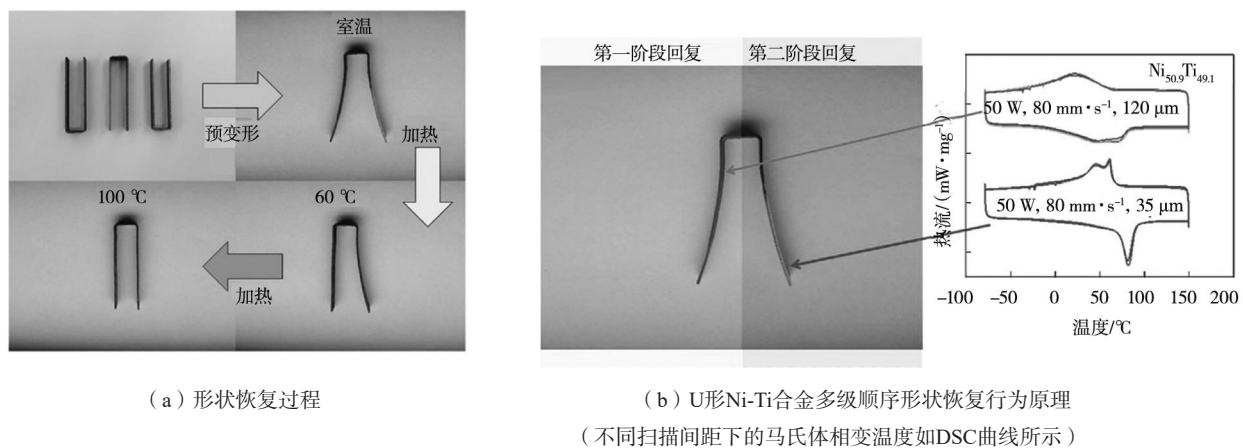 室温
预变形
加热
100 ℃
60 ℃
加热
(a)形状恢复过程
第一阶段回复
第二阶段回复
Ni50.9Ti49.1
50 W, 80 mm·s−1, 120 μm
50 W, 80 mm·s−1, 35 μm
热流/(mW·mg−1)
−100 −50 0 50 100 150 200
温度/℃
(b)U形Ni-Ti合金多级顺序形状恢复行为原理
(不同扫描间距下的马氏体相变温度如DSC曲线所示)